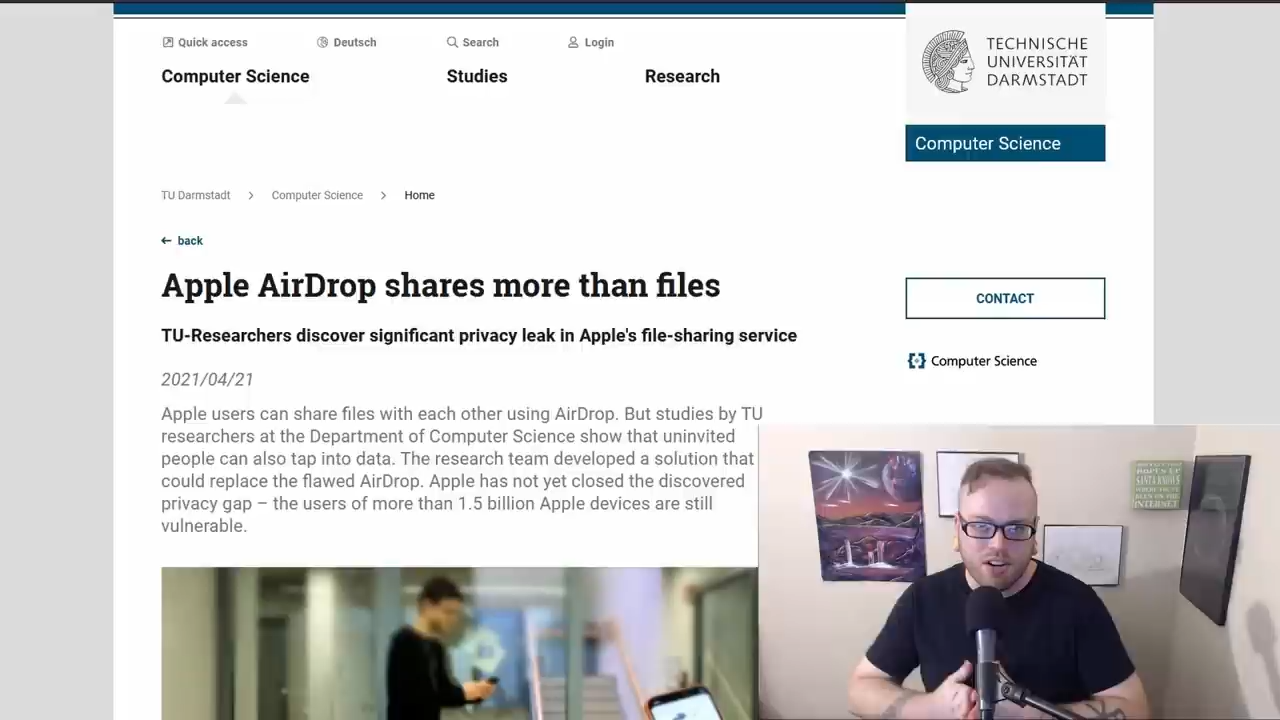 Quick access
Deutsch
Search
Login
Computer Science
Studies
Research
TECHNISCHE
UNIVERSITÄT
DARMSTADT
Computer Science
TU Darmstadt
Computer Science
Home
back
Apple AirDrop shares more than files
CONTACT
TU-Researchers discover significant privacy leak in Apple's file-sharing service
Computer Science
2021/04/21
Apple users can share files with each other using AirDrop. But studies by TU
researchers at the Department of Computer Science show that uninvited
people can also tap into data. The research team developed a solution that
could replace the flawed AirDrop. Apple has not yet closed the discovered
privacy gap – the users of more than 1.5 billion Apple devices are still
vulnerable.
SANTA KNOWS
INTERNET